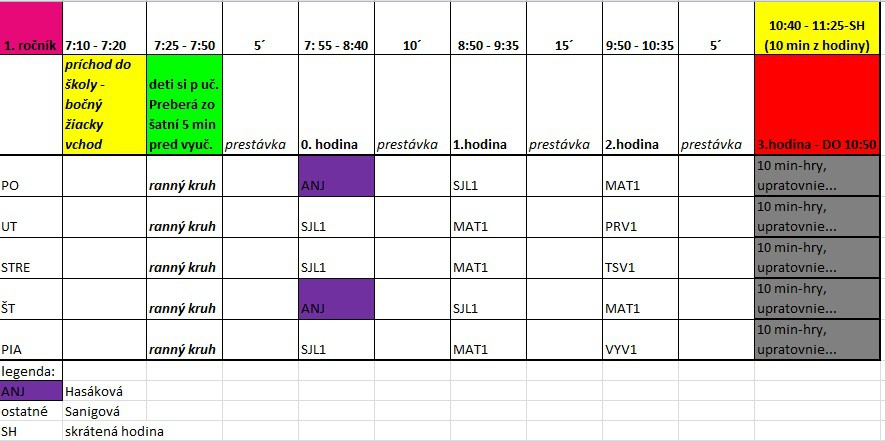 1. ročník 7:10 - 7:20 7:25 - 7:50 5´ 7: 55 - 8:40 10´ 8:50 - 9:35 15´ 9:50 - 10:35 5´ 10:40 - 11:25-SH
(10 min z hodiny)
príchod do
školy -
bočný
žiacky
vchod
deti si p uč.
Preberá zo
šatní 5 min
pred vyuč.
prestávka 0. hodina prestávka 1.hodina prestávka 2.hodina prestávka 3.hodina - DO 10:50
PO ranný kruh ANJ SJL1 MAT1 10 min-hry,
upratovnie...
UT ranný kruh SJL1 MAT1 PRV1 10 min-hry,
upratovnie...
STRE ranný kruh SJL1 MAT1 TSV1 10 min-hry,
upratovnie...
ŠT ranný kruh ANJ SJL1 MAT1 10 min-hry,
upratovnie...
PIA ranný kruh SJL1 MAT1 VYV1 10 min-hry,
upratovnie...
legenda:
ANJ Hasáková
ostatné Sanigová
SH skrátená hodina